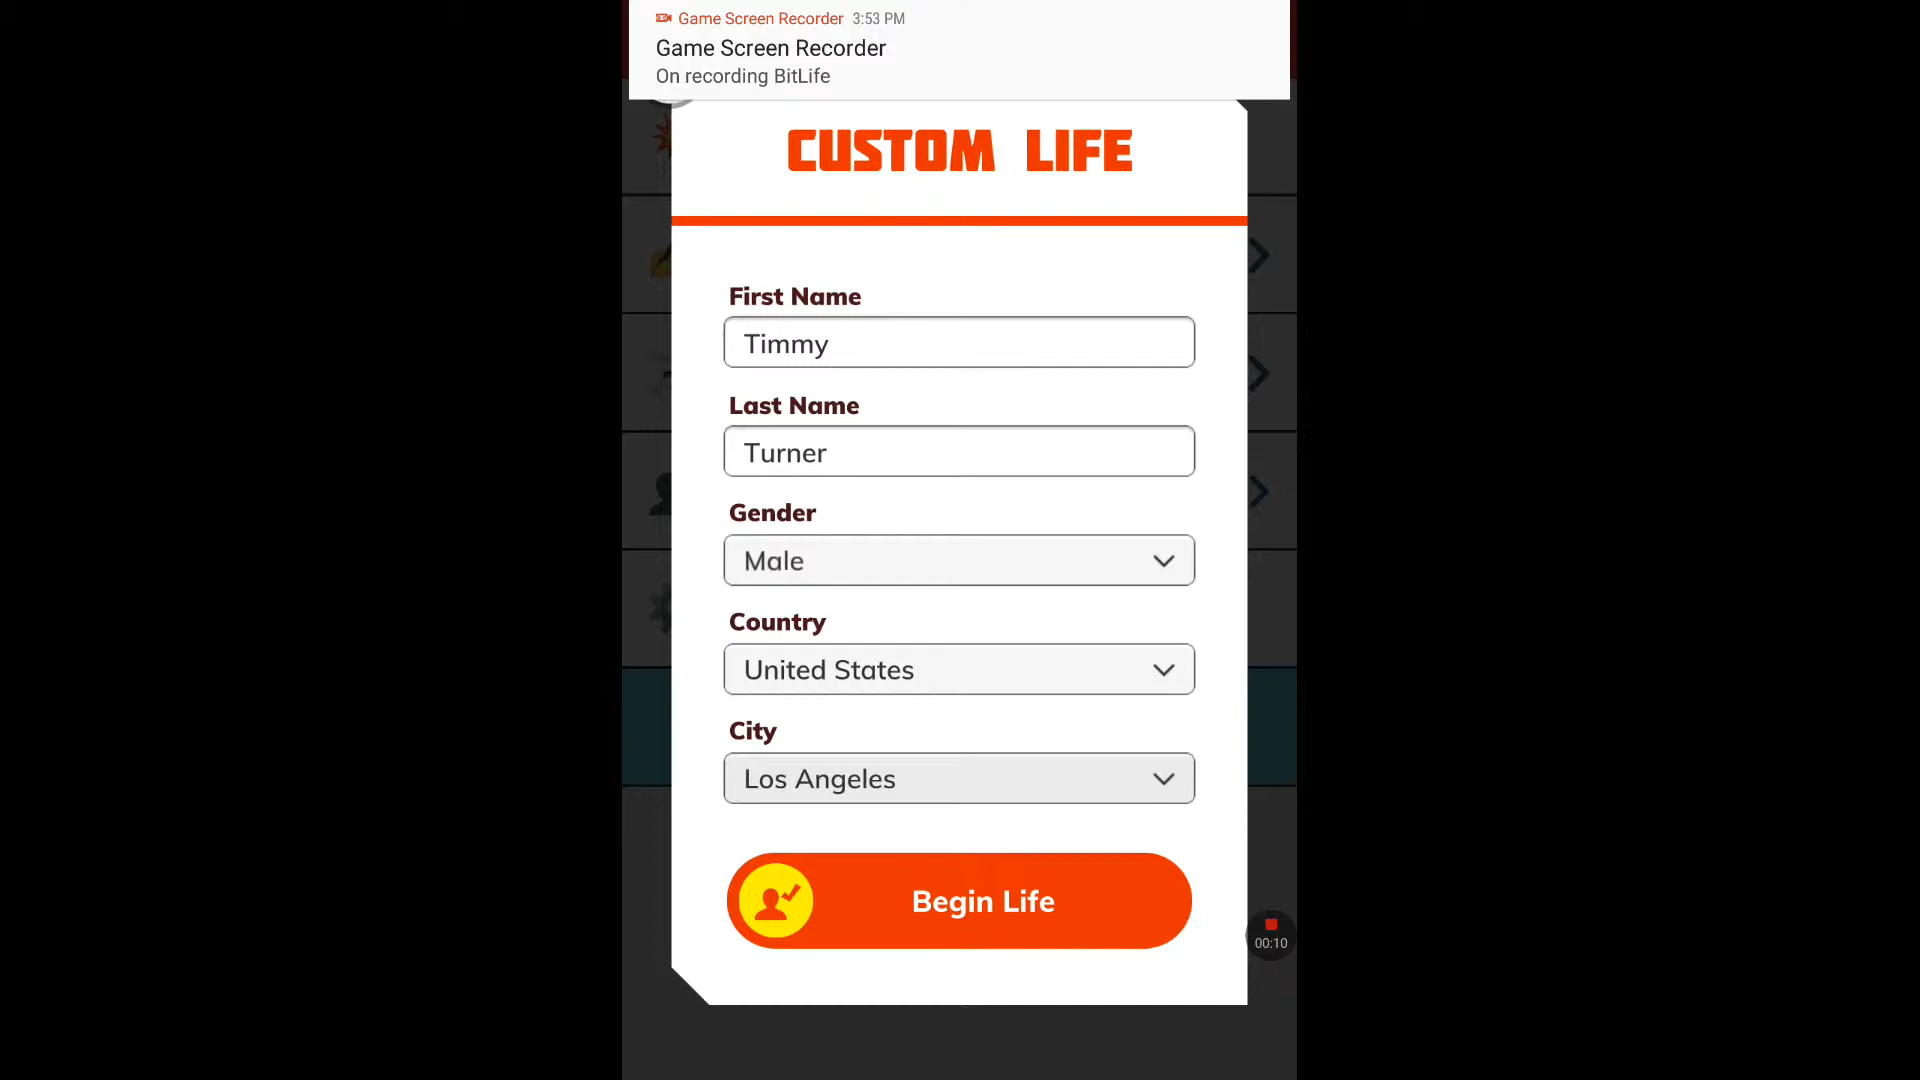 Game Screen Recorder 3:53 PM
Game Screen Recorder
On recording BitLife
CUSTOM LIFE
First Name
Timmy
Last Name
Turner
Gender
Male
Country
United States
City
Los Angeles
Begin Life
00:10